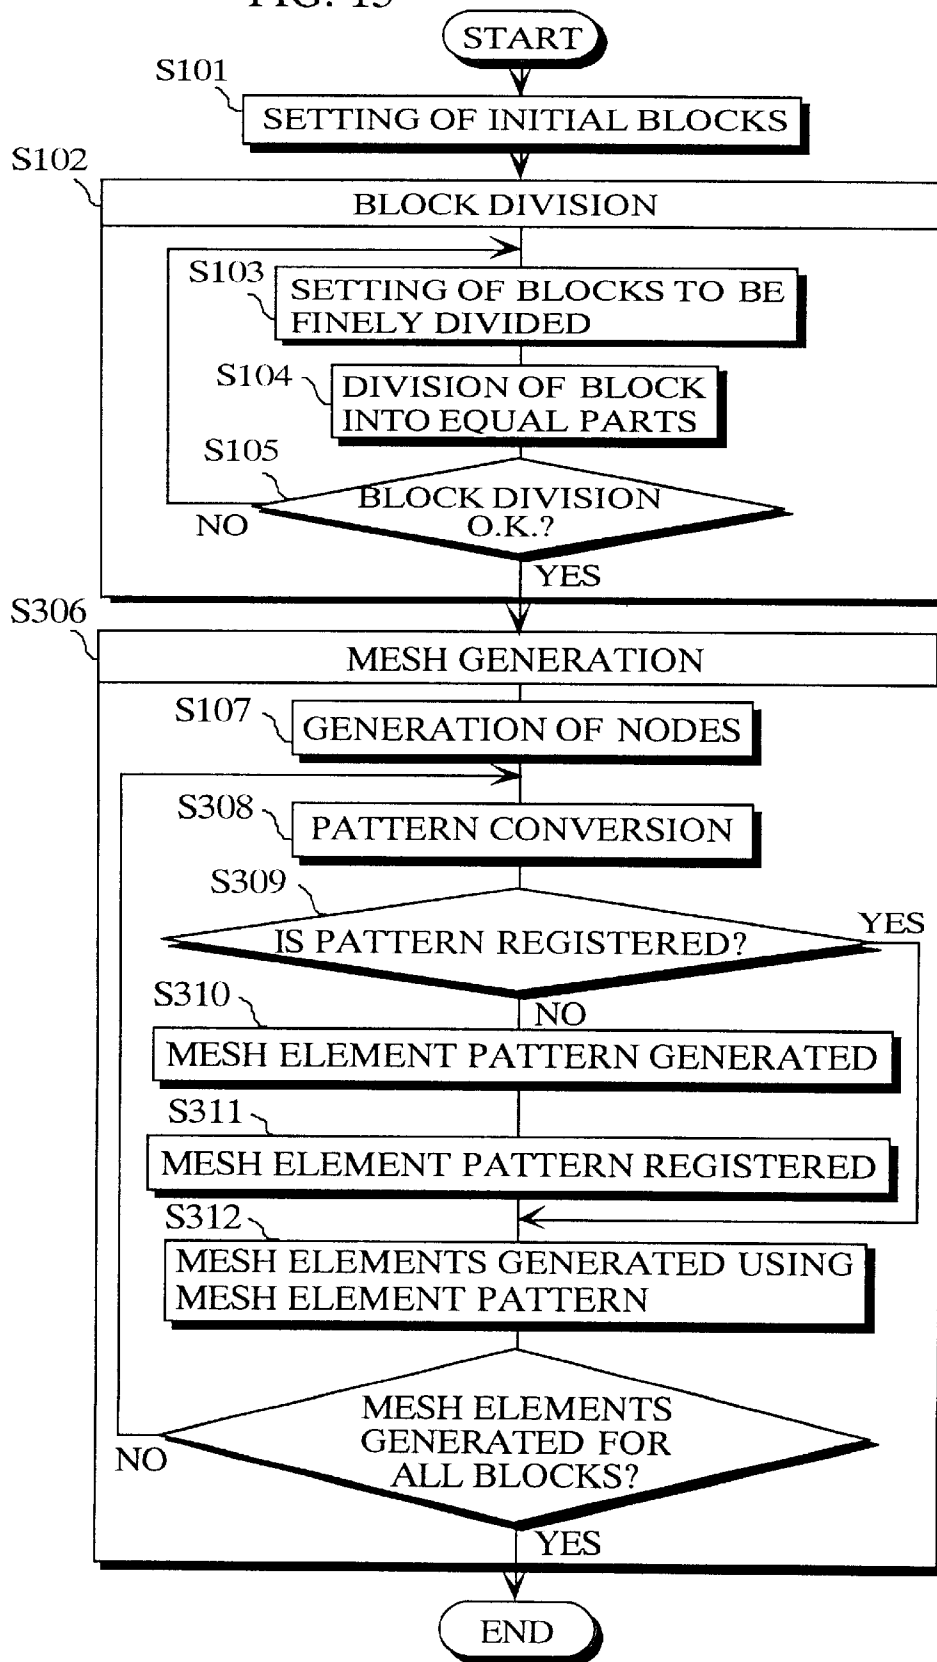 FIG. 13
START
S101
SETTING OF INITIAL BLOCKS
S102
BLOCK DIVISION
S103
SETTING OF BLOCKS TO BE
FINELY DIVIDED
S104
DIVISION OF BLOCK
INTO EQUAL PARTS
S105
BLOCK DIVISION
O.K.?
NO
YES
S306
MESH GENERATION
S107
GENERATION OF NODES
S308
PATTERN CONVERSION
S309
IS PATTERN REGISTERED?
YES
NO
S310
MESH ELEMENT PATTERN GENERATED
S311
MESH ELEMENT PATTERN REGISTERED
S312
MESH ELEMENTS GENERATED USING
MESH ELEMENT PATTERN
MESH ELEMENTS
GENERATED FOR
ALL BLOCKS?
NO
YES
END